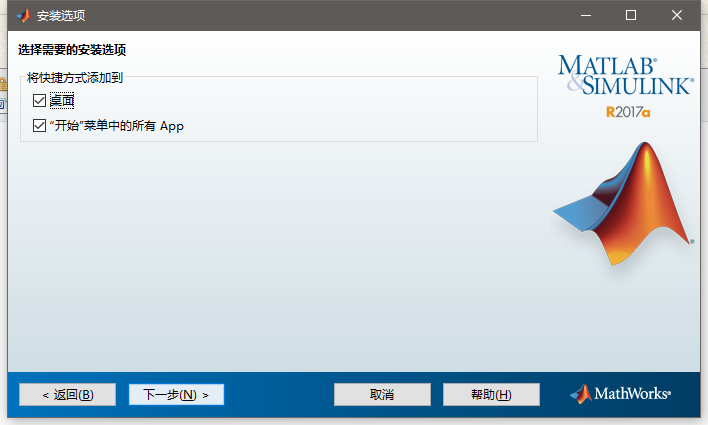 安装选项
选择需要的安装选项
将快捷方式添加到
桌面
“开始”菜单中的所有 App
MATLAB®
&SIMULINK®
R2017a
®
< 返回(B)
下一步(N) >
取消
帮助(H)
MathWorks®